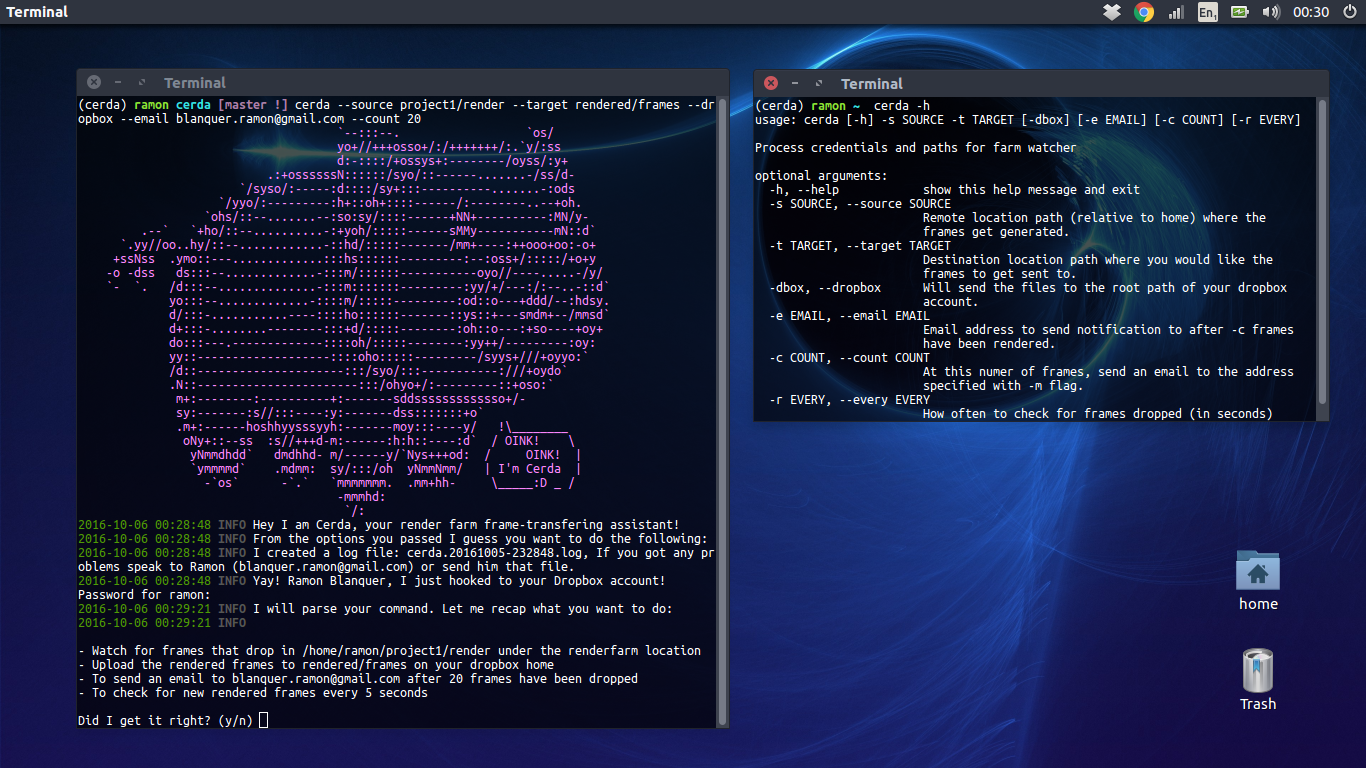 Terminal
En1
00:30
Terminal
(cerda) ramon cerda [master !] cerda --source project1/render --target rendered/frames --dr
opbox --email blanquer.ramon@gmail.com --count 20
!\________
/ OINK!    \
/     OINK!  |
| I'm Cerda  |
\_____:D _ /
2016-10-06 00:28:48 INFO Hey I am Cerda, your render farm frame-transfering assistant!
2016-10-06 00:28:48 INFO From the options you passed I guess you want to do the following:
2016-10-06 00:28:48 INFO I created a log file: cerda.20161005-232848.log, If you got any pr
oblems speak to Ramon (blanquer.ramon@gmail.com) or send him that file.
2016-10-06 00:28:48 INFO Yay! Ramon Blanquer, I just hooked to your Dropbox account!
Password for ramon:
2016-10-06 00:29:21 INFO I will parse your command. Let me recap what you want to do:
2016-10-06 00:29:21 INFO
- Watch for frames that drop in /home/ramon/project1/render under the renderfarm location
- Upload the rendered frames to rendered/frames on your dropbox home
- To send an email to blanquer.ramon@gmail.com after 20 frames have been dropped
- To check for new rendered frames every 5 seconds
Did I get it right? (y/n)
Terminal
(cerda) ramon ~  cerda -h
usage: cerda [-h] -s SOURCE -t TARGET [-dbox] [-e EMAIL] [-c COUNT] [-r EVERY]
Process credentials and paths for farm watcher
optional arguments:
-h, --help            show this help message and exit
-s SOURCE, --source SOURCE
Remote location path (relative to home) where the
frames get generated.
-t TARGET, --target TARGET
Destination location path where you would like the
frames to get sent to.
-dbox, --dropbox      Will send the files to the root path of your dropbox
account.
-e EMAIL, --email EMAIL
Email address to send notification to after -c frames
have been rendered.
-c COUNT, --count COUNT
At this numer of frames, send an email to the address
specified with -m flag.
-r EVERY, --every EVERY
How often to check for frames dropped (in seconds)
home
Trash